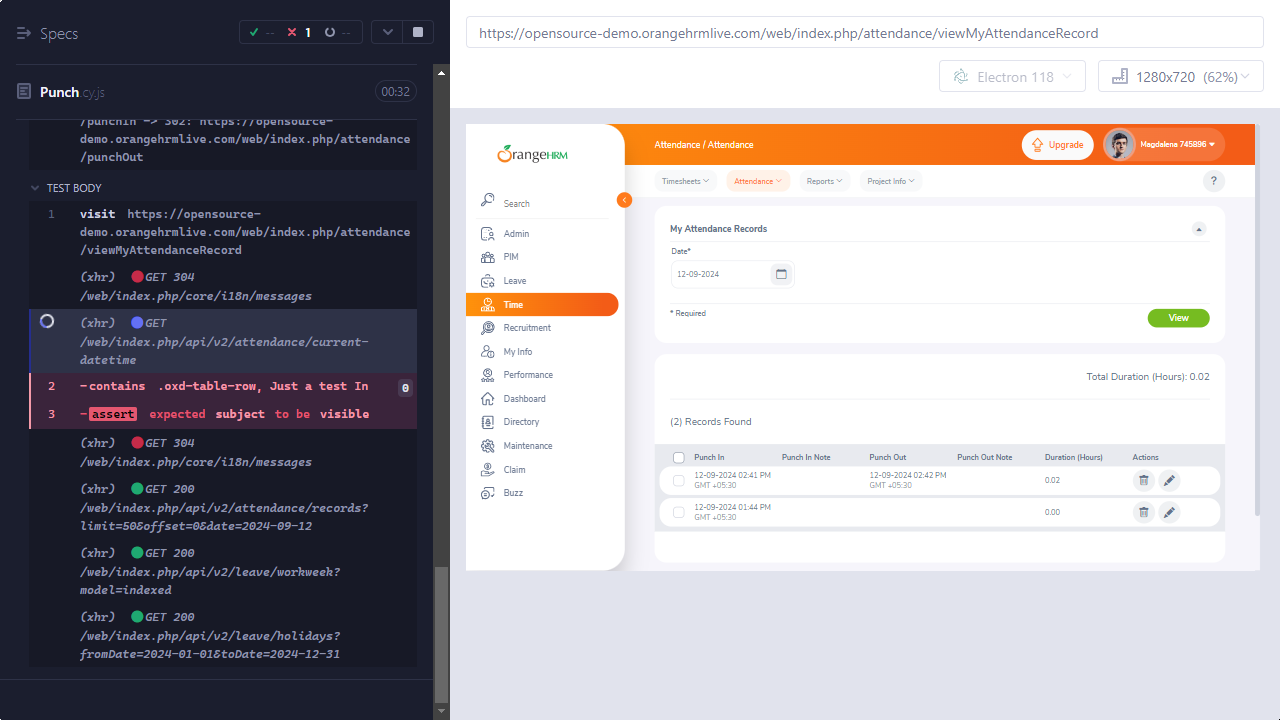 Specs
-- 1 --
Punch.cy.js 00:32
/punchIn -> 302: https://opensource-
demo.orangehrmlive.com/web/index.php/attendance
/punchOut
TEST BODY
1 visit https://opensource-
demo.orangehrmlive.com/web/index.php/attendance
/viewMyAttendanceRecord
(xhr) GET 304
/web/index.php/core/i18n/messages
(xhr) GET
/web/index.php/api/v2/attendance/current-
datetime
2 -contains .oxd-table-row, Just a test In 0
3 -assert expected subject to be visible
(xhr) GET 304
/web/index.php/core/i18n/messages
(xhr) GET 200
/web/index.php/api/v2/attendance/records?
limit=50&offset=0&date=2024-09-12
(xhr) GET 200
/web/index.php/api/v2/leave/workweek?
model=indexed
(xhr) GET 200
/web/index.php/api/v2/leave/holidays?
fromDate=2024-01-01&toDate=2024-12-31
https://opensource-demo.orangehrmlive.com/web/index.php/attendance/viewMyAttendanceRecord
Electron 118
1280x720 (62%)
OrangeHRM
Search
Admin
PIM
Leave
Time
Recruitment
My Info
Performance
Dashboard
Directory
Maintenance
Claim
Buzz
Attendance / Attendance
Upgrade
Magdalena 745896
Timesheets Attendance Reports Project Info ?
My Attendance Records
Date*
12-09-2024
* Required
View
Total Duration (Hours): 0.02
(2) Records Found
Punch In Punch In Note Punch Out Punch Out Note Duration (Hours) Actions
12-09-2024 02:41 PM 12-09-2024 02:42 PM 0.02
GMT +05:30 GMT +05:30
12-09-2024 01:44 PM 0.00
GMT +05:30